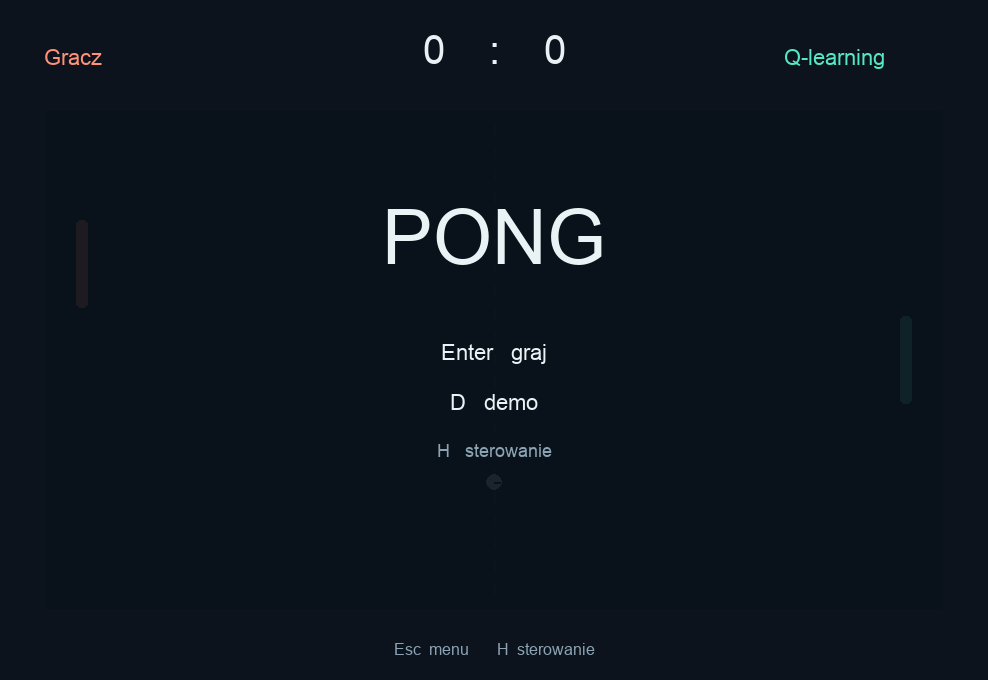 Gracz 0 : 0 Q-learning
PONG
Enter graj
D demo
H sterowanie
Esc menu H sterowanie